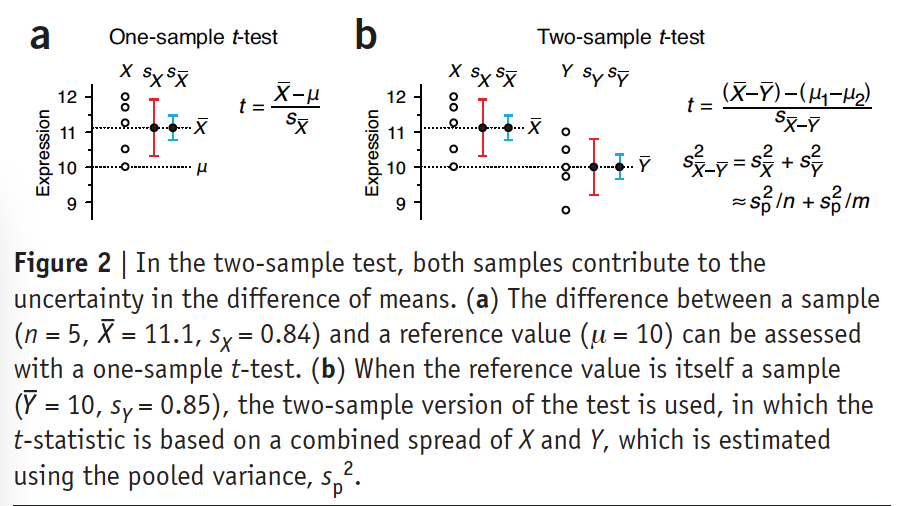 a One-sample t-test
X s_X s_X̅
Expression
12
11
10
9
X̅
μ
t = (X̅–μ) / s_X̅
b Two-sample t-test
X s_X s_X̅ Y s_Y s_Y̅
Expression
12
11
10
9
X̅
Y̅
t = ((X̅–Y̅)–(μ₁–μ₂)) / s_X̅–Y̅
s²_X̅–Y̅ = s²_X̅ + s²_Y̅
≈ s²_p/n + s²_p/m
Figure 2 | In the two-sample test, both samples contribute to the
uncertainty in the difference of means. (a) The difference between a sample
(n = 5, X̅ = 11.1, s_X = 0.84) and a reference value (μ = 10) can be assessed
with a one-sample t-test. (b) When the reference value is itself a sample
(Y̅ = 10, s_Y = 0.85), the two-sample version of the test is used, in which the
t-statistic is based on a combined spread of X and Y, which is estimated
using the pooled variance, s_p².